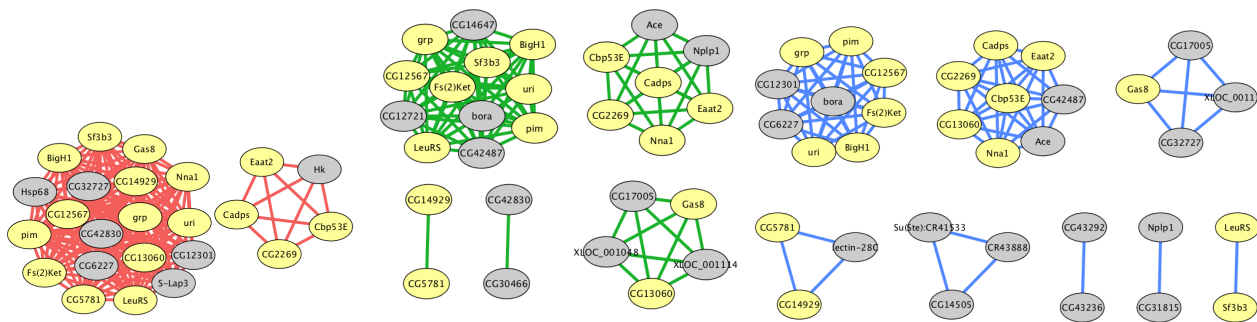 Sf3b3
BigH1
Gas8
Hsp68
CG32727
CG14929
Nna1
CG12567
grp
uri
pim
CG42830
CG13060
CG12301
Fs(2)Ket
CG6227
S-Lap3
CG5781
LeuRS
Eaat2
Hk
Cadps
Cbp53E
CG2269
CG14647
grp
BigH1
Sf3b3
CG12567
Fs(2)Ket
uri
CG12721
bora
pim
LeuRS
CG42487
Ace
Cbp53E
Nplp1
Cadps
CG2269
Eaat2
Nna1
CG14929
CG5781
CG42830
CG30466
CG17005
Gas8
XLOC_001048
XLOC_001114
CG13060
grp
pim
CG12301
CG12567
bora
Fs(2)Ket
CG6227
uri
BigH1
Cadps
Eaat2
CG2269
Cbp53E
CG42487
CG13060
Nna1
Ace
CG17005
Gas8
XLOC_0011
CG32727
CG5781
lectin-28C
CG14929
Su(Ste):CR41533
CR43888
CG14505
CG43292
CG43236
Nplp1
CG31815
LeuRS
Sf3b3